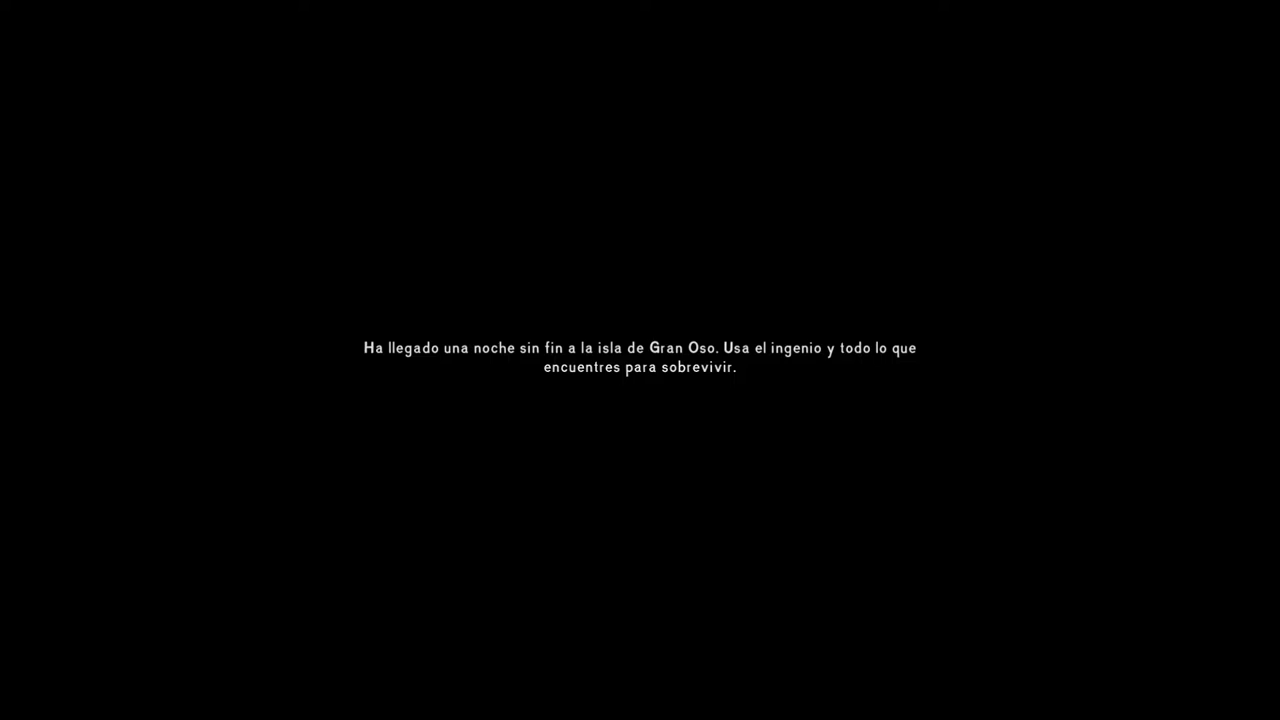 Ha llegado una noche sin fin a la isla de Gran Oso. Usa el ingenio y todo lo que
encuentres para sobrevivir.